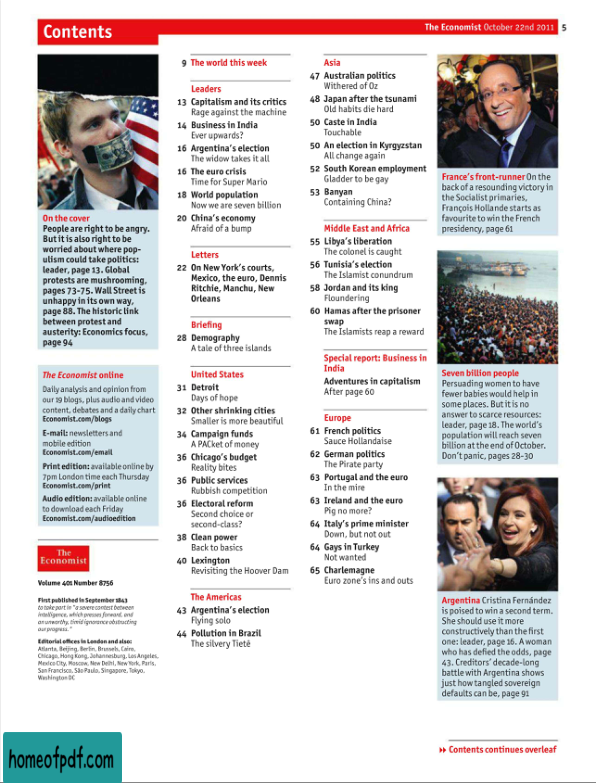 Contents
The Economist October 22nd 2011 5
On the cover
People are right to be angry.
But it is also right to be
worried about where pop-
ulism could take politics:
leader, page 13. Global
protests are mushrooming,
pages 73-75. Wall Street is
unhappy in its own way,
page 88. The historic link
between protest and
austerity: Economics focus,
page 94
The Economist online
Daily analysis and opinion from
our 19 blogs, plus audio and video
content, debates and a daily chart
Economist.com/blogs
E-mail: newsletters and
mobile edition
Economist.com/email
Print edition: available online by
7pm London time each Thursday
Economist.com/print
Audio edition: available online
to download each Friday
Economist.com/audioedition
The
Economist
Volume 401 Number 8756
First published in September 1843
to take part in "a severe contest between
intelligence, which presses forward, and
an unworthy, timid ignorance obstructing
our progress."
Editorial offices in London and also:
Atlanta, Beijing, Berlin, Brussels, Cairo,
Chicago, Hong Kong, Johannesburg, Los Angeles,
Mexico City, Moscow, New Delhi, New York, Paris,
San Francisco, São Paulo, Singapore, Tokyo,
Washington DC
9 The world this week
Leaders
13 Capitalism and its critics
Rage against the machine
14 Business in India
Ever upwards?
16 Argentina's election
The widow takes it all
16 The euro crisis
Time for Super Mario
18 World population
Now we are seven billion
20 China's economy
Afraid of a bump
Letters
22 On New York's courts,
Mexico, the euro, Dennis
Ritchie, Manchu, New
Orleans
Briefing
28 Demography
A tale of three islands
United States
31 Detroit
Days of hope
32 Other shrinking cities
Smaller is more beautiful
34 Campaign funds
A PACket of money
36 Chicago's budget
Reality bites
36 Public services
Rubbish competition
36 Electoral reform
Second choice or
second-class?
38 Clean power
Back to basics
40 Lexington
Revisiting the Hoover Dam
The Americas
43 Argentina's election
Flying solo
44 Pollution in Brazil
The silvery Tietê
Asia
47 Australian politics
Withered of Oz
48 Japan after the tsunami
Old habits die hard
50 Caste in India
Touchable
50 An election in Kyrgyzstan
All change again
52 South Korean employment
Gladder to be gay
53 Banyan
Containing China?
Middle East and Africa
55 Libya's liberation
The colonel is caught
56 Tunisia's election
The Islamist conundrum
58 Jordan and its king
Floundering
60 Hamas after the prisoner
swap
The Islamists reap a reward
Special report: Business in
India
Adventures in capitalism
After page 60
Europe
61 French politics
Sauce Hollandaise
62 German politics
The Pirate party
63 Portugal and the euro
In the mire
63 Ireland and the euro
Pig no more?
64 Italy's prime minister
Down, but not out
64 Gays in Turkey
Not wanted
65 Charlemagne
Euro zone's ins and outs
France's front-runner On the
back of a resounding victory in
the Socialist primaries,
François Hollande starts as
favourite to win the French
presidency, page 61
Seven billion people
Persuading women to have
fewer babies would help in
some places. But it is no
answer to scarce resources:
leader, page 18. The world's
population will reach seven
billion at the end of October.
Don't panic, pages 28-30
Argentina Cristina Fernández
is poised to win a second term.
She should use it more
constructively than the first
one: leader, page 16. A woman
who has defied the odds, page
43. Creditors' decade-long
battle with Argentina shows
just how tangled sovereign
defaults can be, page 91
Contents continues overleaf
homeofpdf.com